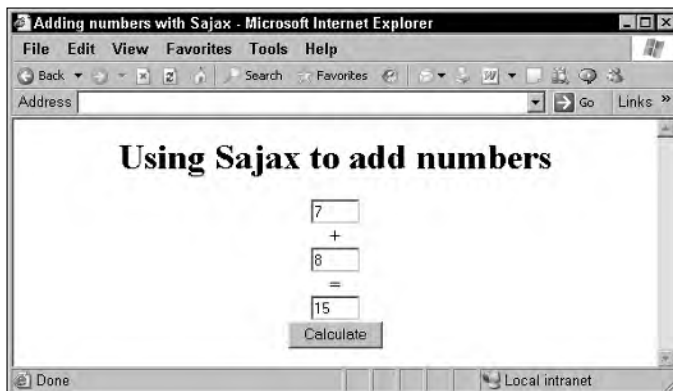 Adding numbers with Sajax - Microsoft Internet Explorer
File Edit View Favorites Tools Help
Back Search Favorites
Address Go Links »
Using Sajax to add numbers
7
+
8
=
15
Calculate
Done Local intranet